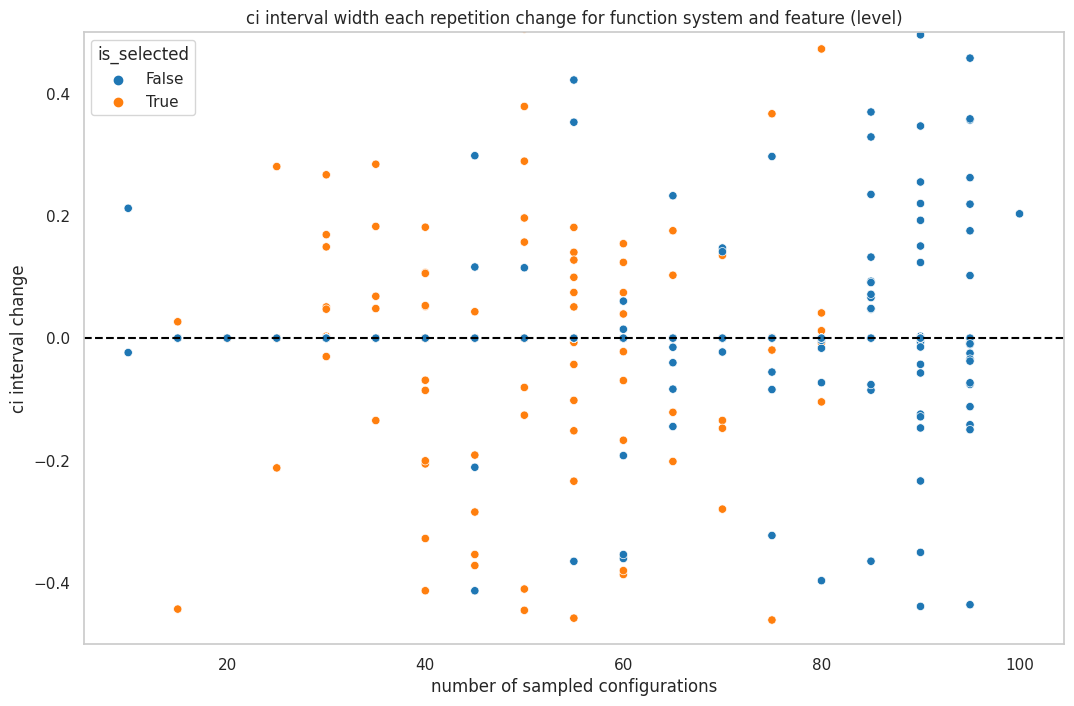 ci interval width each repetition change for function system and feature (level)
is_selected
False
True
ci interval change
0.4
0.2
0.0
−0.2
−0.4
20
40
60
80
100
number of sampled configurations